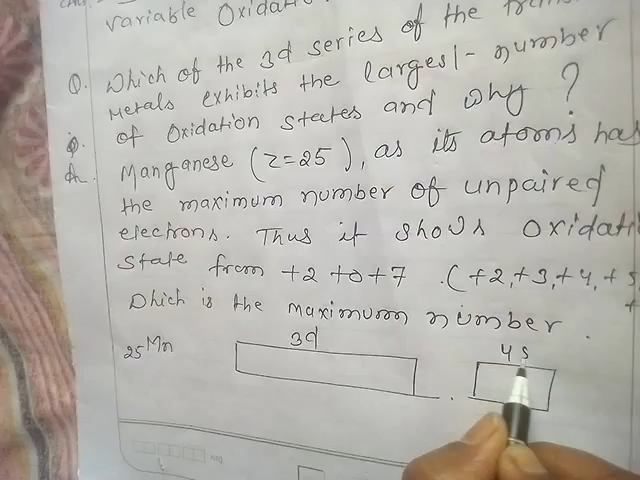 variable Oxidati
Q. Which of the 3d series of the
Metals exhibits the largest number
of Oxidation states and why?
Manganese (Z=25), as its atoms has
the maximum number of unpaired
electrons. Thus it shows Oxidati
State from +2 to +7 (+2,+3,+4,+5,
which is the maximum number.
3d 4s
25Mn